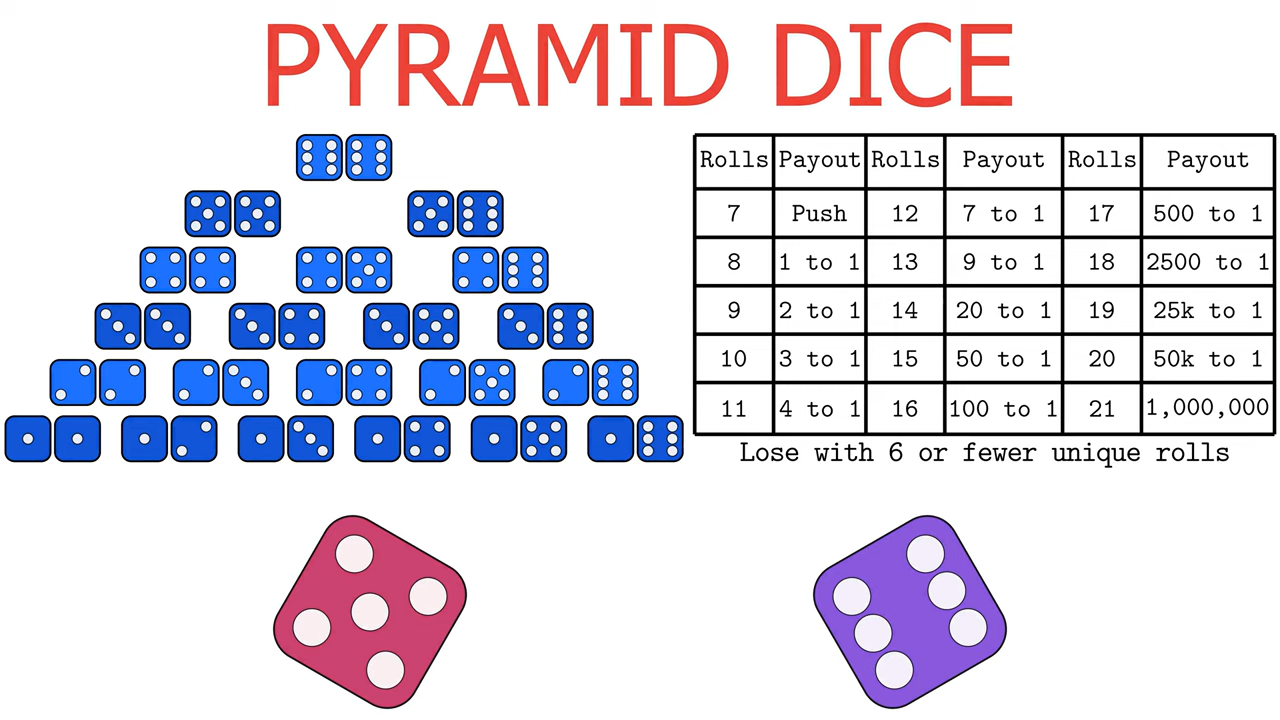 PYRAMID DICE
Rolls Payout Rolls Payout Rolls Payout
7 Push 12 7 to 1 17 500 to 1
8 1 to 1 13 9 to 1 18 2500 to 1
9 2 to 1 14 20 to 1 19 25k to 1
10 3 to 1 15 50 to 1 20 50k to 1
11 4 to 1 16 100 to 1 21 1,000,000
Lose with 6 or fewer unique rolls